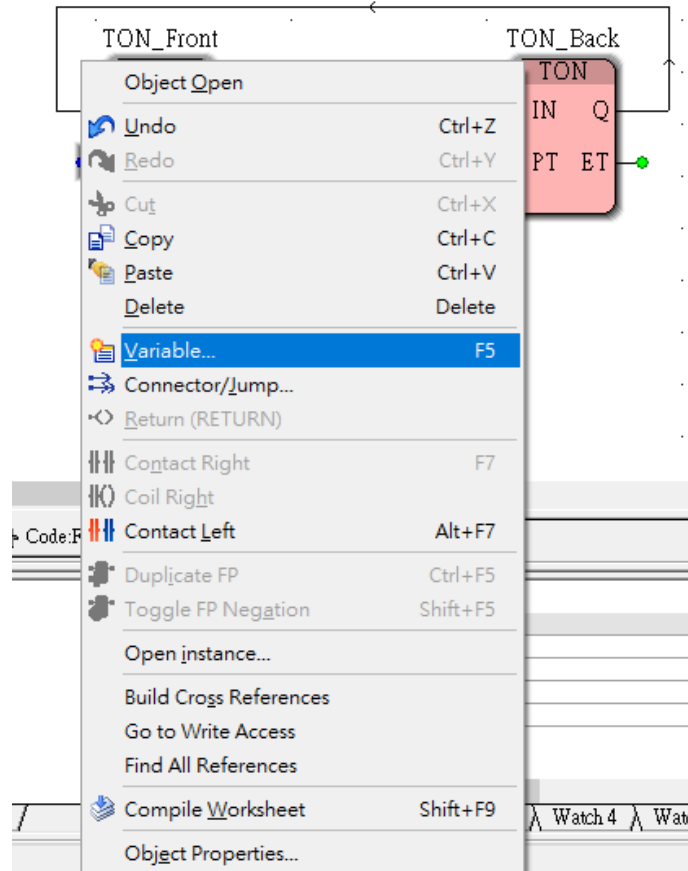 TON_Front
TON_Back
TON
IN Q
PT ET
Object Open
Undo Ctrl+Z
Redo Ctrl+Y
Cut Ctrl+X
Copy Ctrl+C
Paste Ctrl+V
Delete Delete
Variable... F5
Connector/Jump...
Return (RETURN)
Contact Right F7
Coil Right
Contact Left Alt+F7
Duplicate FP Ctrl+F5
Toggle FP Negation Shift+F5
Open instance...
Build Cross References
Go to Write Access
Find All References
Compile Worksheet Shift+F9
Object Properties...
Code:F
Watch 4